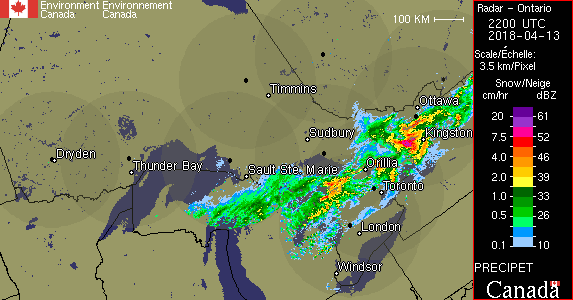 Environment Environnement
Canada Canada
100 KM
Timmins
Ottawa
Sudbury
Kingston
Dryden
Thunder Bay
Sault Ste. Marie
Orillia
Toronto
London
Windsor
Radar - Ontario
2200 UTC
2018-04-13
Scale/Échelle:
3.5 km/Pixel
Snow/Neige
cm/hr dBZ
20 61
7.5 57
5.0 52
4.0 46
2.0 39
1.0 33
0.5 26
0.1 10
PRECIPET
Canada